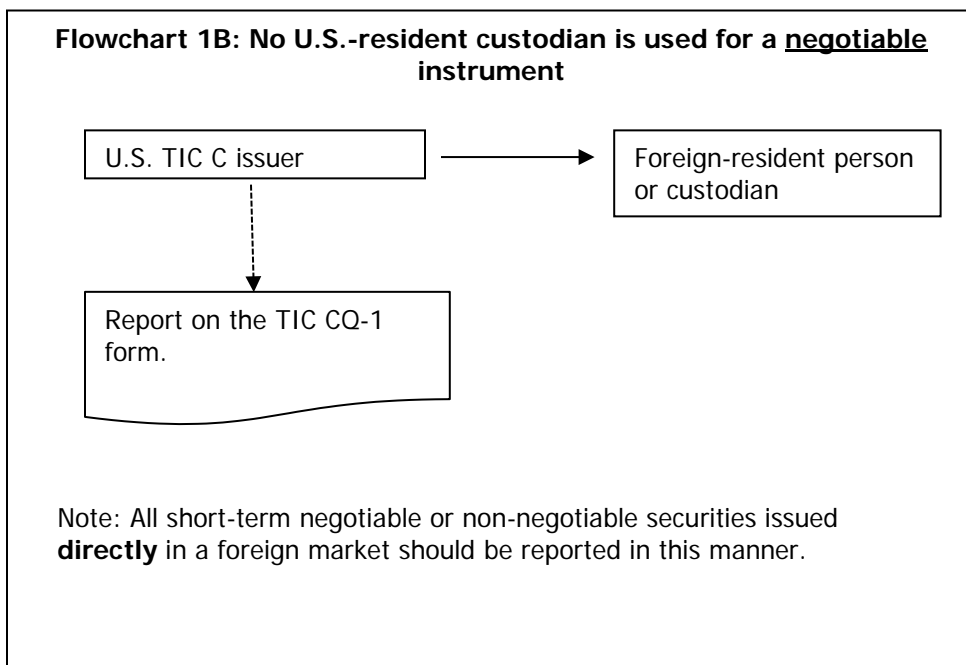 Flowchart 1B: No U.S.-resident custodian is used for a negotiable
instrument
U.S. TIC C issuer
Foreign-resident person
or custodian
Report on the TIC CQ-1
form.
Note: All short-term negotiable or non-negotiable securities issued
directly in a foreign market should be reported in this manner.